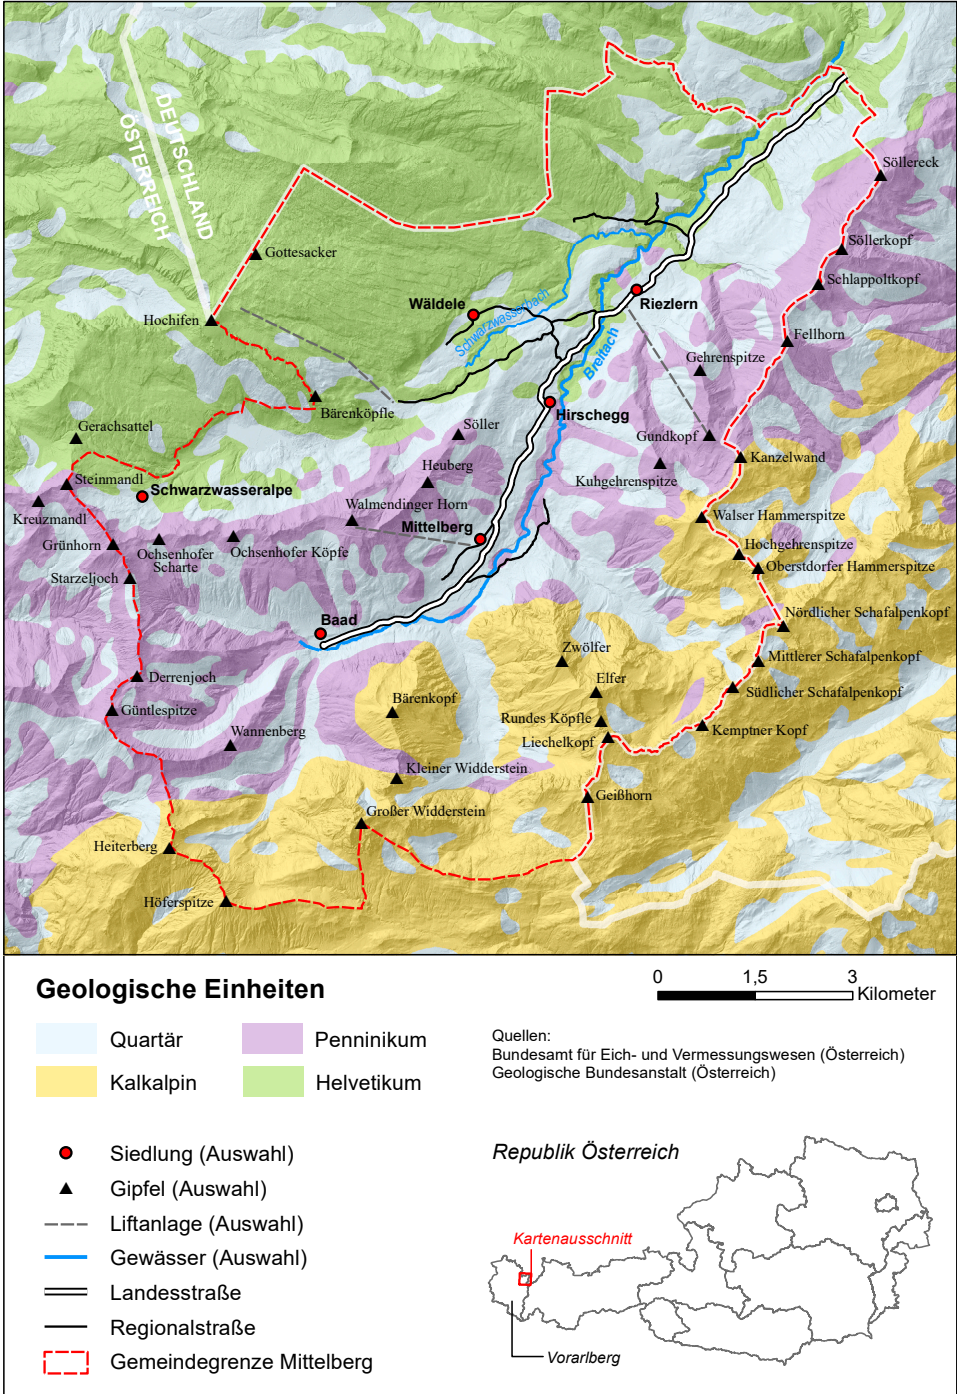 DEUTSCHLAND
ÖSTERREICH
Söllereck
Gottesacker
Söllerkopf
Schlappoltkopf
Wäldele
Schwarzwasserbach
Riezlern
Hochifen
Breitach
Fellhorn
Gehrenspitze
Bärenköpfle
Hirschegg
Gerachsattel
Söller
Gundkopf
Kanzelwand
Heuberg
Steinmandl
Schwarzwasseralpe
Kuhgehrenspitze
Walmendinger Horn
Kreuzmandl
Walser Hammerspitze
Mittelberg
Grünhorn
Ochsenhofer
Scharte
Ochsenhofer Köpfe
Hochgehrenspitze
Oberstdorfer Hammerspitze
Starzeljoch
Baad
Nördlicher Schafalpenkopf
Zwölfer
Mittlerer Schafalpenkopf
Derrenjoch
Elfer
Südlicher Schafalpenkopf
Bärenkopf
Güntlespitze
Rundes Köpfle
Kemptner Kopf
Wannenberg
Liechelkopf
Kleiner Widderstein
Geißhorn
Großer Widderstein
Heiterberg
Höferspitze
Geologische Einheiten
0 1,5 3
Kilometer
Quartär
Penninikum
Kalkalpin
Helvetikum
Quellen:
Bundesamt für Eich- und Vermessungswesen (Österreich)
Geologische Bundesanstalt (Österreich)
Siedlung (Auswahl)
Gipfel (Auswahl)
Liftanlage (Auswahl)
Gewässer (Auswahl)
Landesstraße
Regionalstraße
Gemeindegrenze Mittelberg
Republik Österreich
Kartenausschnitt
Vorarlberg